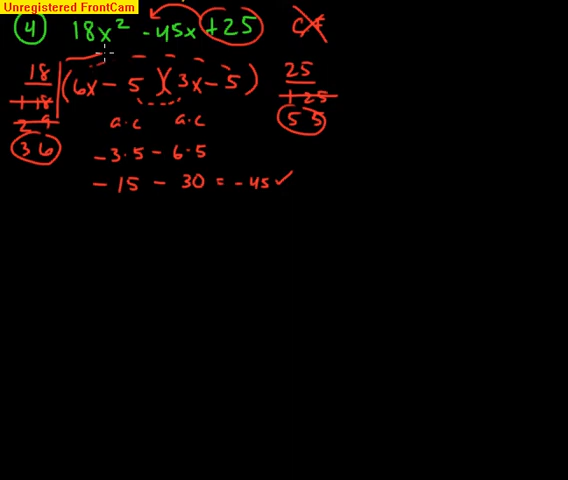 Unregistered FrontCam
4 18x² - 45x + 25
18 (6x - 5)(3x - 5) 25
1 18 1 25
2 9 a·c a·c 5 5
3 6 - 3·5 - 6·5
- 15 - 30 = - 45 ✓